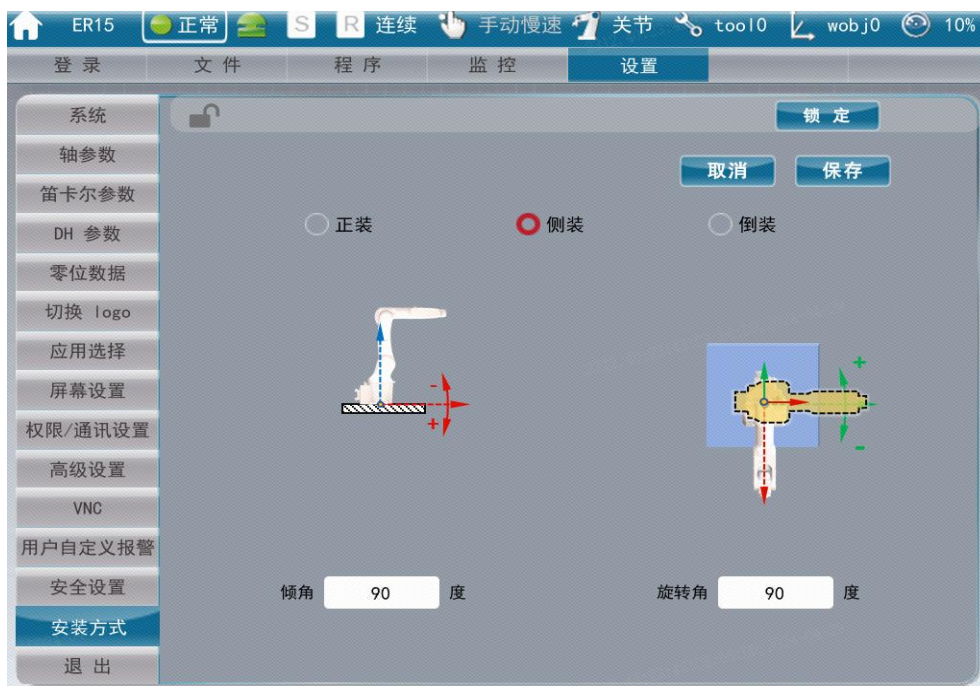 ER15 正常 S R 连续 手动慢速 关节 tool0 wobj0 10%
登录 文件 程序 监控 设置
系统
锁定
轴参数
取消 保存
笛卡尔参数
DH 参数
正装 侧装 倒装
零位数据
切换 logo
应用选择
屏幕设置
- +
权限/通讯设置
+ -
高级设置
VNC
用户自定义报警
安全设置
倾角 90 度 旋转角 90 度
安装方式
退出